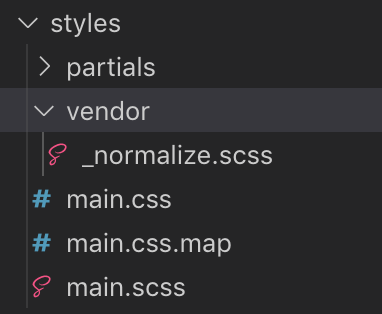 styles
partials
vendor
_normalize.scss
# main.css
# main.css.map
main.scss